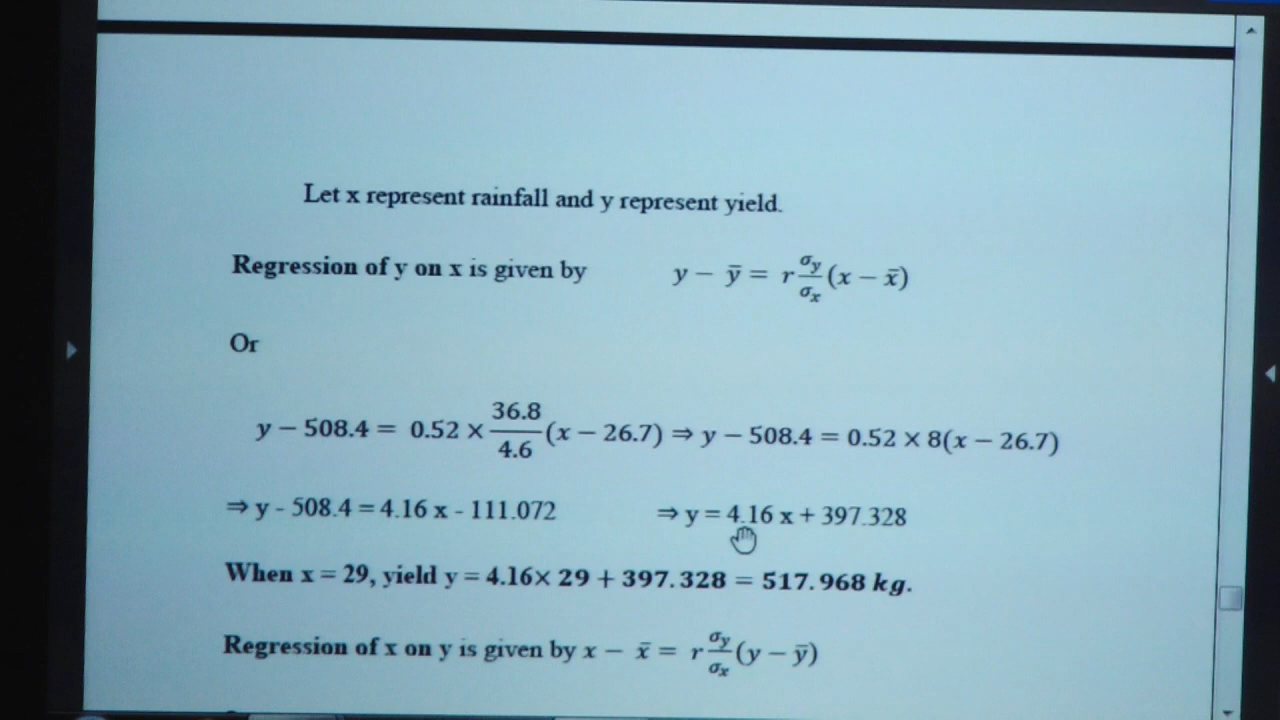 Let x represent rainfall and y represent yield.
Regression of y on x is given by y − ȳ = r σy/σx (x − x̄)
Or
y − 508.4 = 0.52 × 36.8/4.6 (x − 26.7) ⇒ y − 508.4 = 0.52 × 8(x − 26.7)
⇒ y - 508.4 = 4.16 x - 111.072 ⇒ y = 4.16 x + 397.328
When x = 29, yield y = 4.16× 29 + 397.328 = 517.968 kg.
Regression of x on y is given by x − x̄ = r σy/σx (y − ȳ)